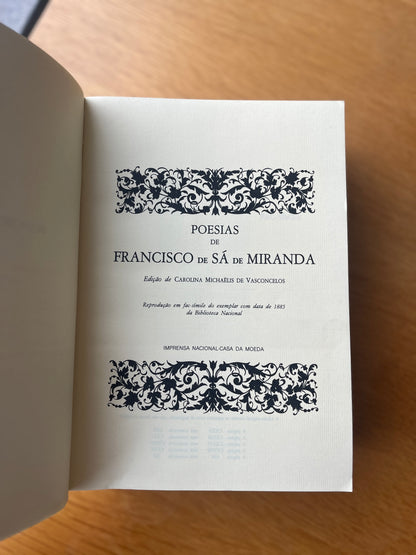 POESIAS
DE
FRANCISCO DE SÁ DE MIRANDA
Edição de CAROLINA MICHAËLIS DE VASCONCELOS
Reprodução em fac-símile do exemplar com data de 1885
da Biblioteca Nacional
IMPRENSA NACIONAL-CASA DA MOEDA